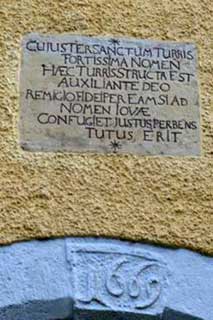 CUIUS TER SANCTUM TURRIS
FORTISSIMA NOMEN
HÆC TURRIS STRUCTA EST
AUXILIANTE DEO
REMIGIO FIDEI PER EAM SI AD
NOMEN IOVÆ
CONFUGIET JUSTUS PERBENS
TUTUS ERIT
1669